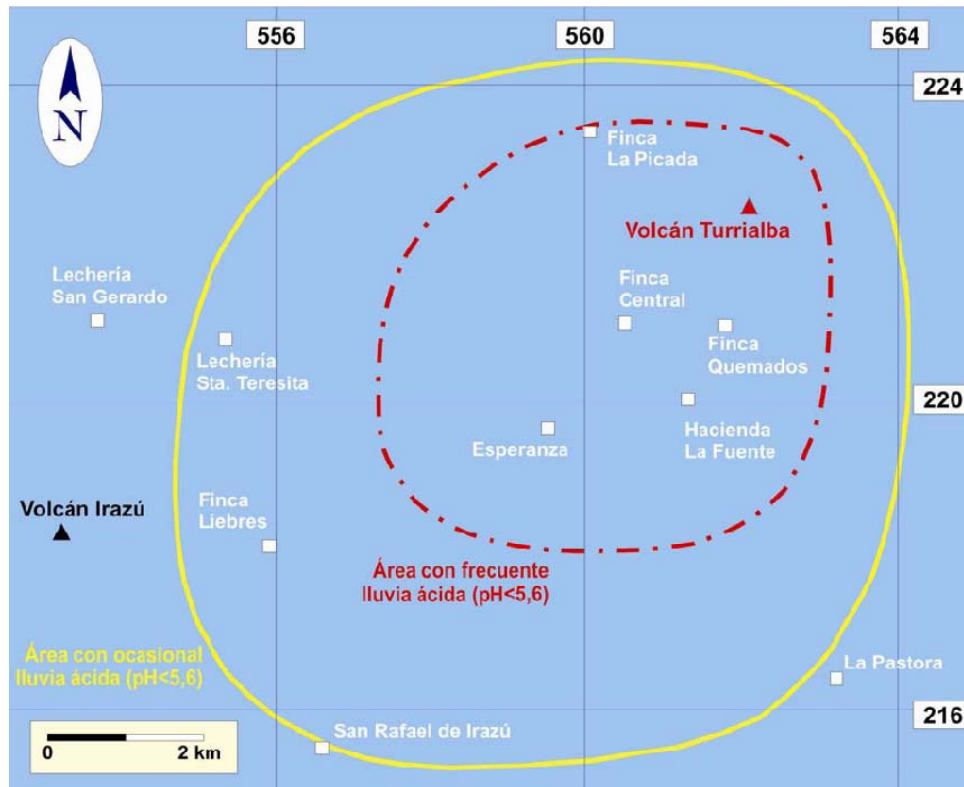 556
560
564
224
N
Finca
La Picada
Volcán Turrialba
Lechería
San Gerardo
Finca
Central
Lechería
Sta. Teresita
Finca
Quemados
220
Esperanza
Hacienda
La Fuente
Volcán Irazú
Finca
Liebres
Área con frecuente
lluvia ácida (pH<5,6)
Área con ocasional
lluvia ácida (pH<5,6)
La Pastora
216
San Rafael de Irazú
0
2 km